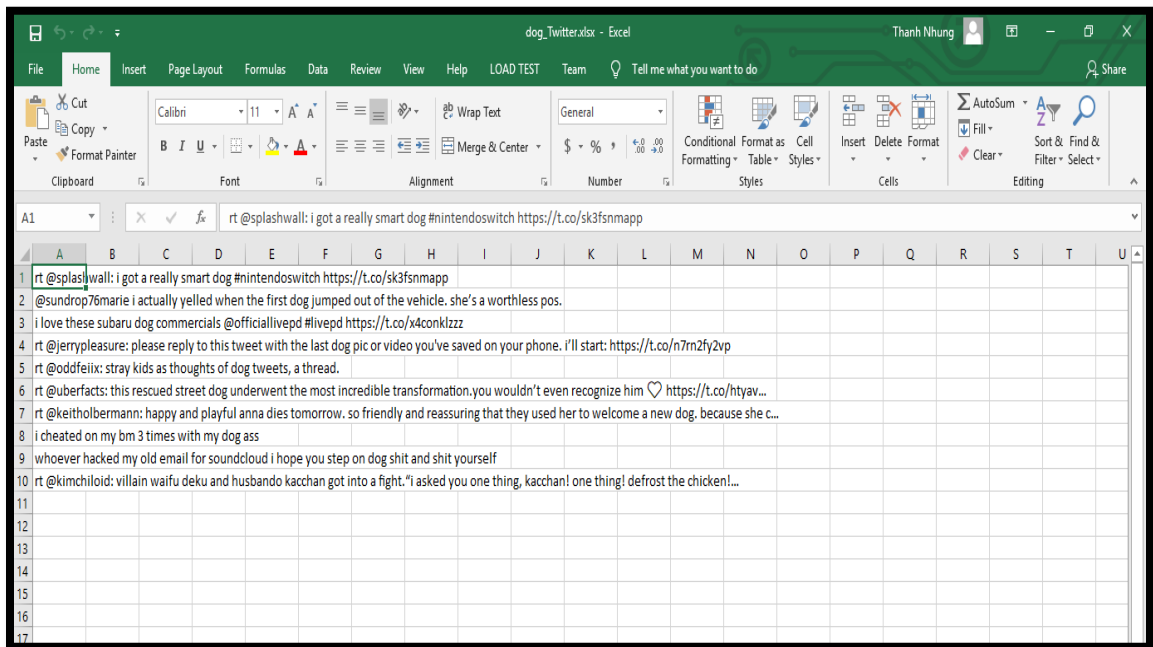 dog_Twitter.xlsx - Excel
Thanh Nhung
File Home Insert Page Layout Formulas Data Review View Help LOAD TEST Team Tell me what you want to do Share
Paste
Cut
Copy
Format Painter
Clipboard
Calibri 11 A A
B I U A
Font
Wrap Text
Merge & Center
Alignment
General
$ % , .0 .00 .00 .0
Number
Conditional Formatting
Format as Table
Cell Styles
Styles
Insert Delete Format
Cells
AutoSum
Fill
Clear
Sort & Filter
Find & Select
Editing
A1 fx rt @splashwall: i got a really smart dog #nintendoswitch https://t.co/sk3fsnmapp
A B C D E F G H I J K L M N O P Q R S T U
1 rt @splashwall: i got a really smart dog #nintendoswitch https://t.co/sk3fsnmapp
2 @sundrop76marie i actually yelled when the first dog jumped out of the vehicle. she's a worthless pos.
3 i love these subaru dog commercials @officiallivepd #livepd https://t.co/x4conklzzz
4 rt @jerrypleasure: please reply to this tweet with the last dog pic or video you've saved on your phone. i'll start: https://t.co/n7rn2fy2vp
5 rt @oddfeiix: stray kids as thoughts of dog tweets, a thread.
6 rt @uberfacts: this rescued street dog underwent the most incredible transformation.you wouldn't even recognize him ♡ https://t.co/htyav...
7 rt @keitholbermann: happy and playful anna dies tomorrow. so friendly and reassuring that they used her to welcome a new dog. because she c...
8 i cheated on my bm 3 times with my dog ass
9 whoever hacked my old email for soundcloud i hope you step on dog shit and shit yourself
10 rt @kimchiloid: villain waifu deku and husbando kacchan got into a fight."i asked you one thing, kacchan! one thing! defrost the chicken!...
11
12
13
14
15
16
17